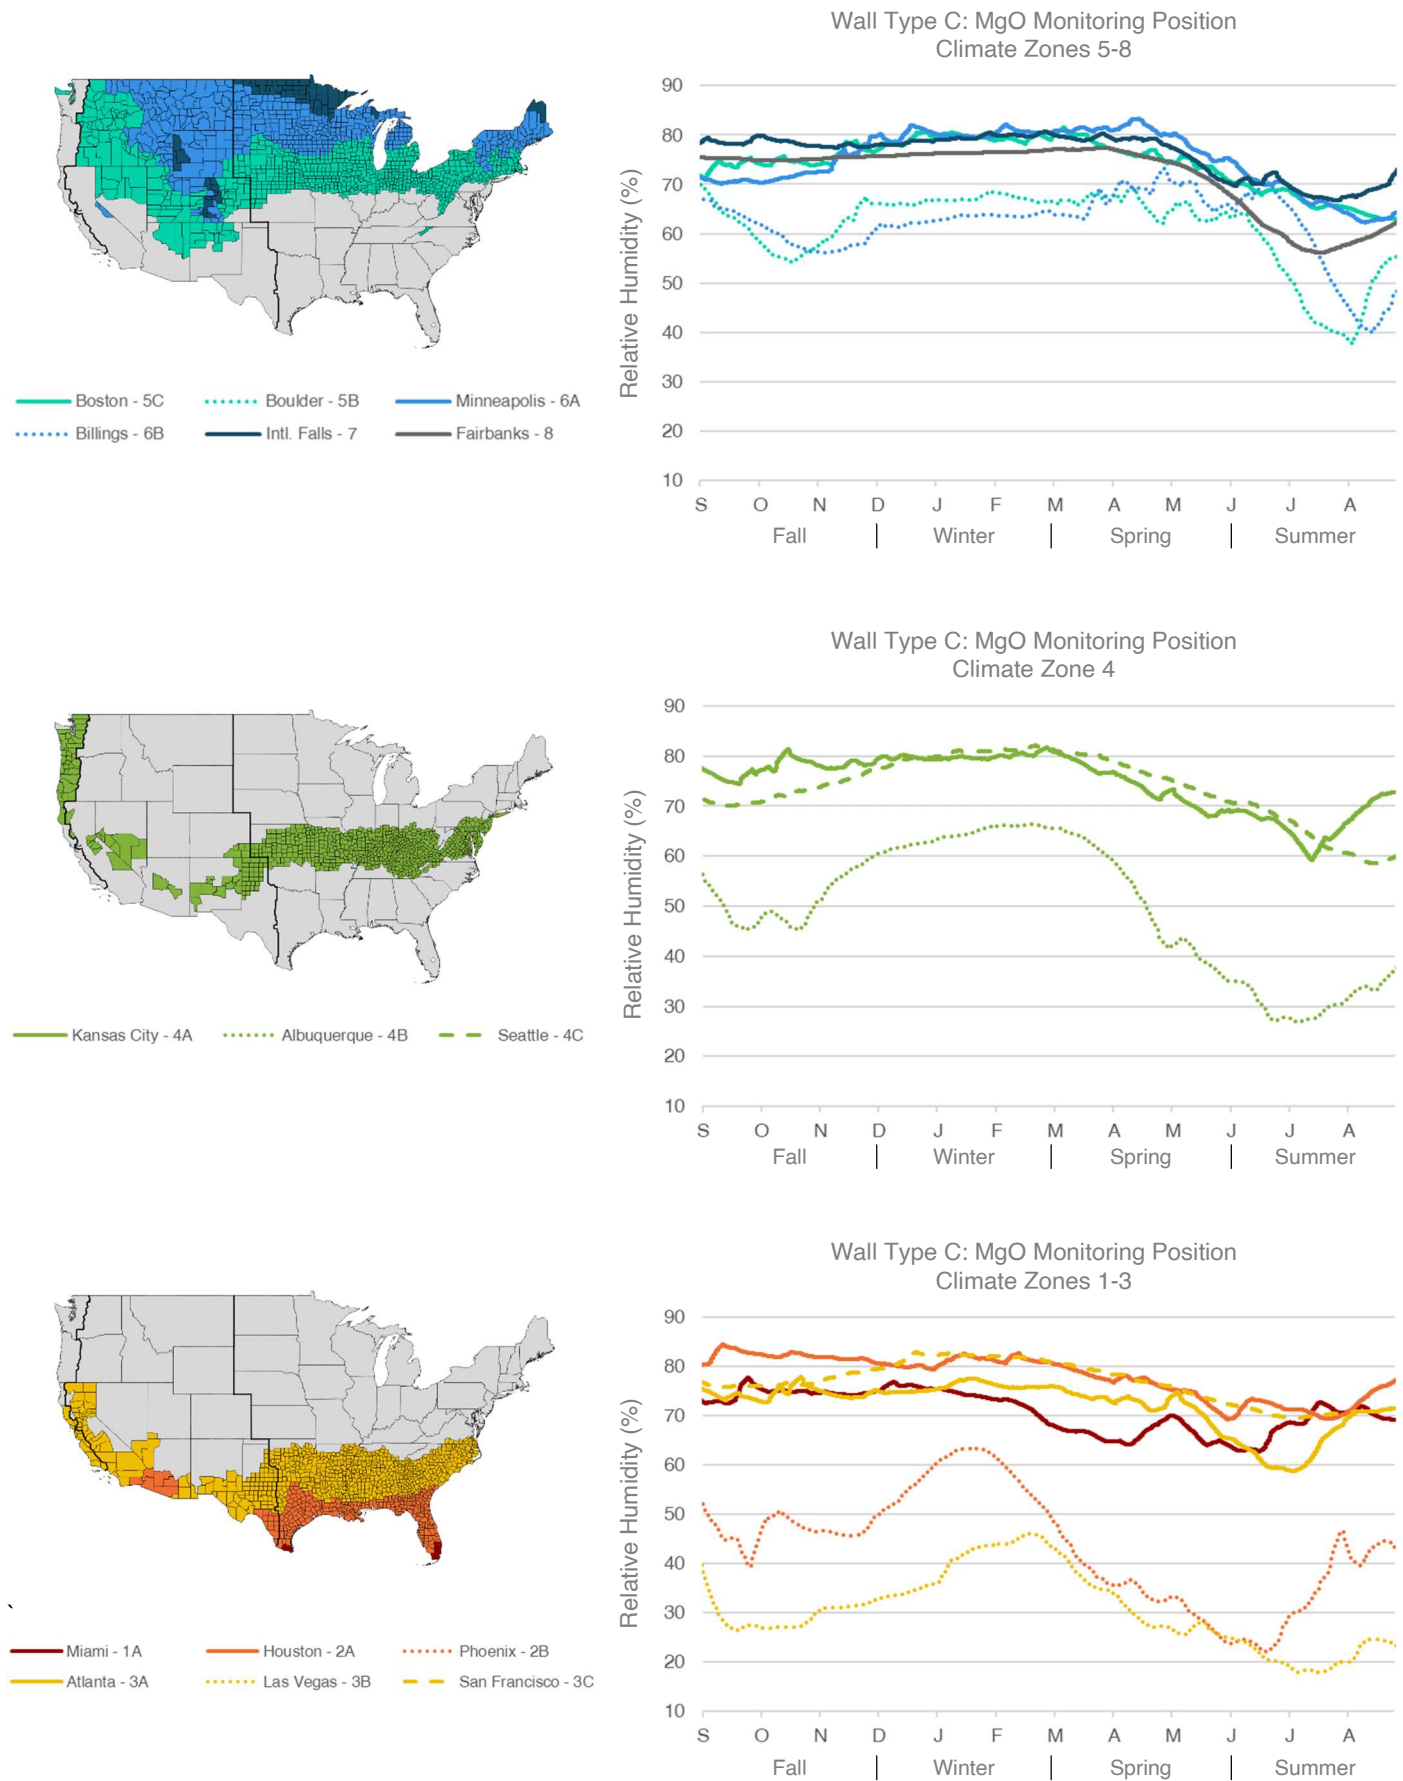 Wall Type C: MgO Monitoring Position
Climate Zones 5-8
Relative Humidity (%)
90
80
70
60
50
40
30
20
10
S O N D J F M A M J J A
Fall | Winter | Spring | Summer
Boston - 5C Boulder - 5B Minneapolis - 6A
Billings - 6B Intl. Falls - 7 Fairbanks - 8
Wall Type C: MgO Monitoring Position
Climate Zone 4
Relative Humidity (%)
90
80
70
60
50
40
30
20
10
S O N D J F M A M J J A
Fall | Winter | Spring | Summer
Kansas City - 4A Albuquerque - 4B Seattle - 4C
Wall Type C: MgO Monitoring Position
Climate Zones 1-3
Relative Humidity (%)
90
80
70
60
50
40
30
20
10
S O N D J F M A M J J A
Fall | Winter | Spring | Summer
`
Miami - 1A Houston - 2A Phoenix - 2B
Atlanta - 3A Las Vegas - 3B San Francisco - 3C